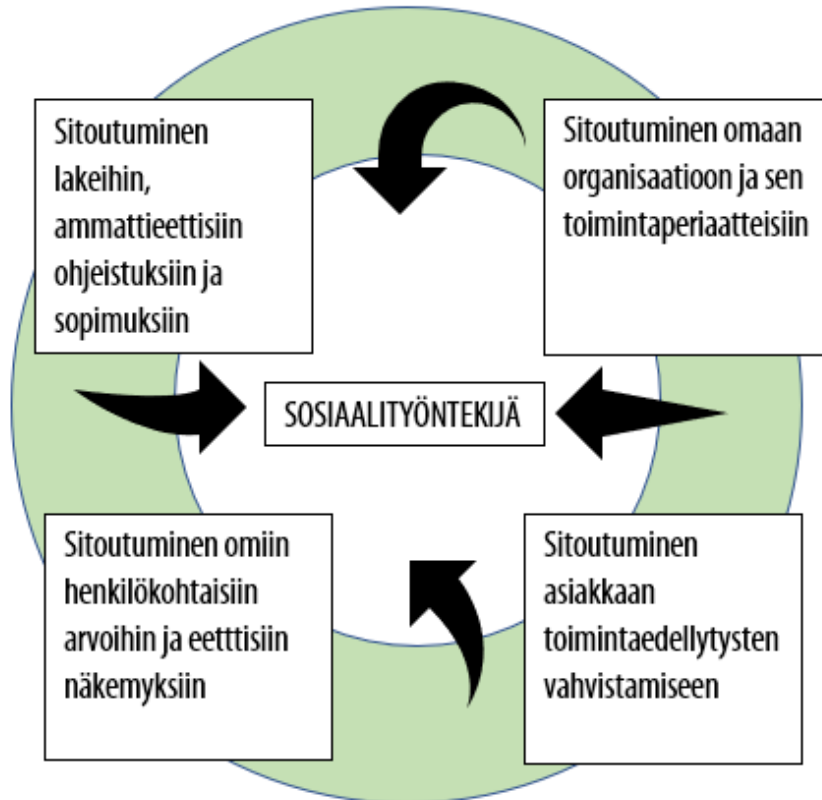 Sitoutuminen
lakeihin,
ammattieettisiin
ohjeistuksiin ja
sopimuksiin
Sitoutuminen omaan
organisaatioon ja sen
toimintaperiaatteisiin
SOSIAALITYÖNTEKIJÄ
Sitoutuminen omiin
henkilökohtaisiin
arvoihin ja eetttisiin
näkemyksiin
Sitoutuminen
asiakkaan
toimintaedellytysten
vahvistamiseen